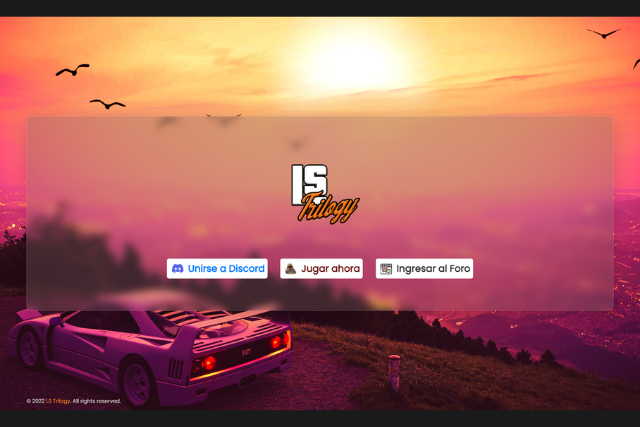 LS
Trilogy
Unirse a Discord
Jugar ahora
Ingresar al Foro
© 2022 LS Trilogy. All rights reserved.